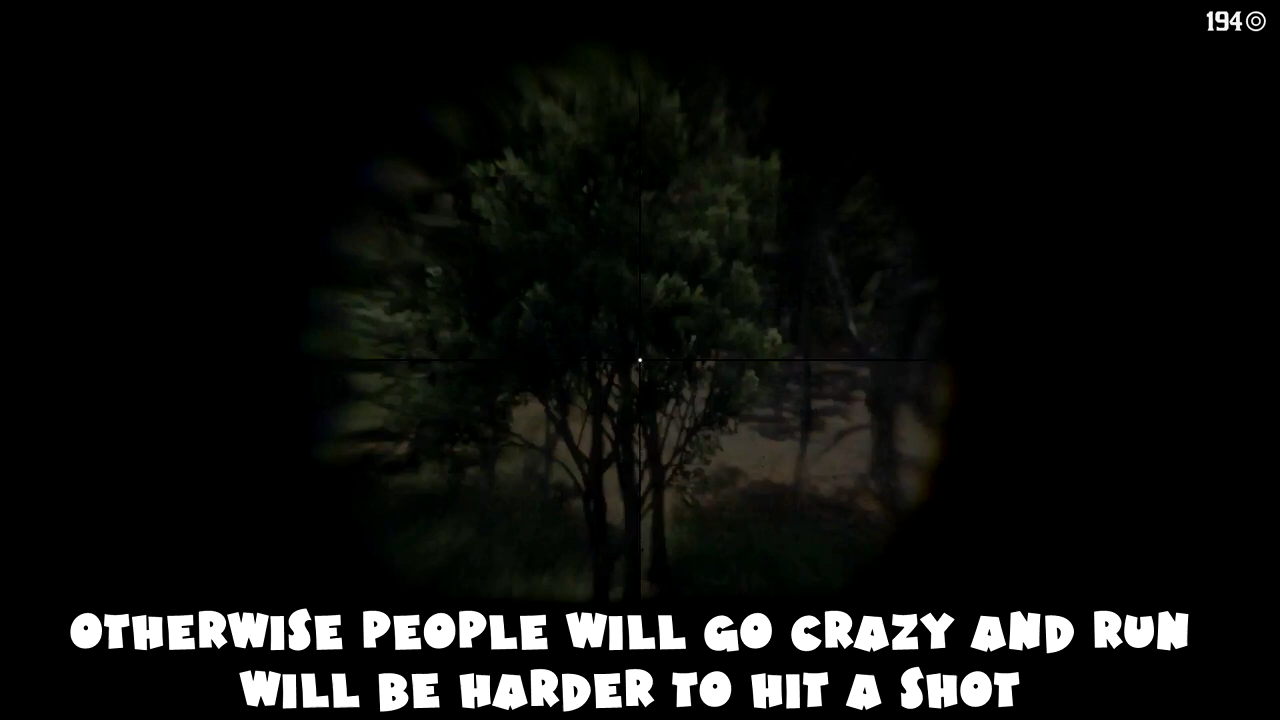 194
OTHERWISE PEOPLE WILL GO CRAZY AND RUN
WILL BE HARDER TO HIT A SHOT